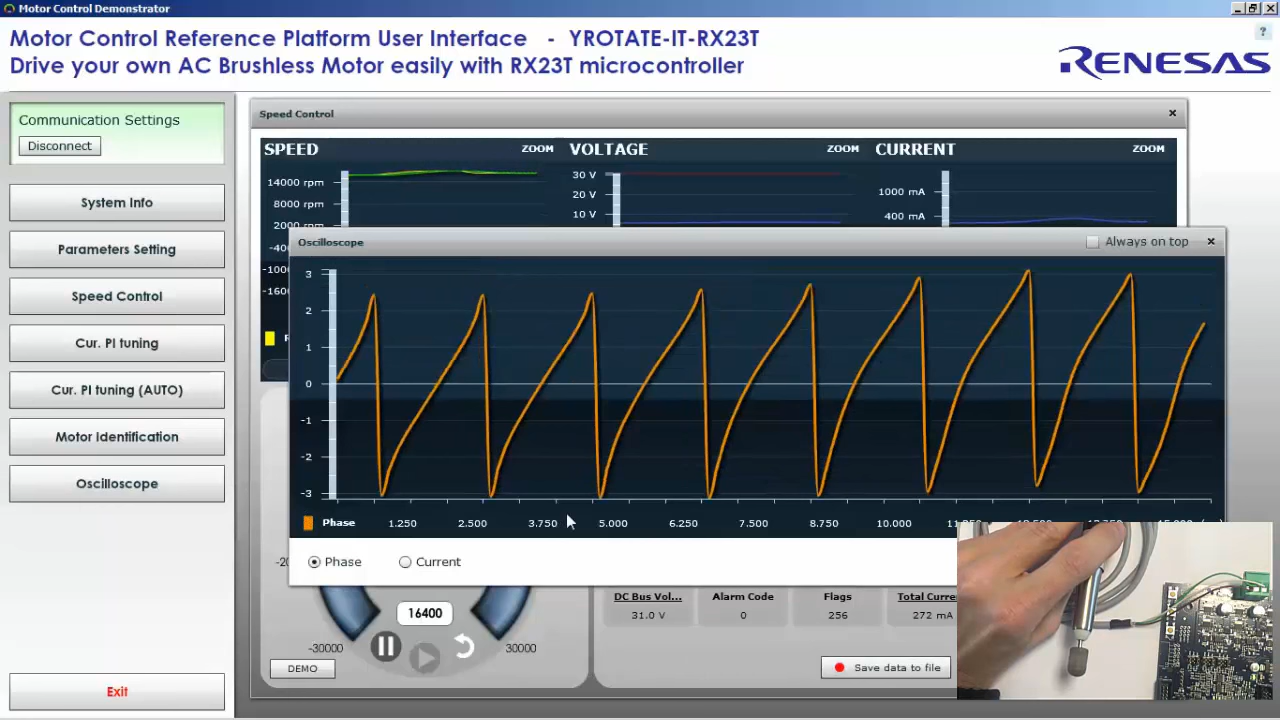 Motor Control Demonstrator
Motor Control Reference Platform User Interface - YROTATE-IT-RX23T
Drive your own AC Brushless Motor easily with RX23T microcontroller
?
RENESAS
Communication Settings
Disconnect
System Info
Parameters Setting
Speed Control
Cur. PI tuning
Cur. PI tuning (AUTO)
Motor Identification
Oscilloscope
Exit
Speed Control
SPEED ZOOM VOLTAGE ZOOM CURRENT ZOOM
14000 rpm
8000 rpm
2000 rpm
30 V
20 V
10 V
1000 mA
400 mA
Oscilloscope Always on top
3
2
1
0
-1
-2
-3
Phase 1.250 2.500 3.750 5.000 6.250 7.500 8.750 10.000
Phase Current
16400
-30000 30000
DEMO
DC Bus Vol... Alarm Code Flags Total Curre
31.0 V 0 256 272 mA
Save data to file